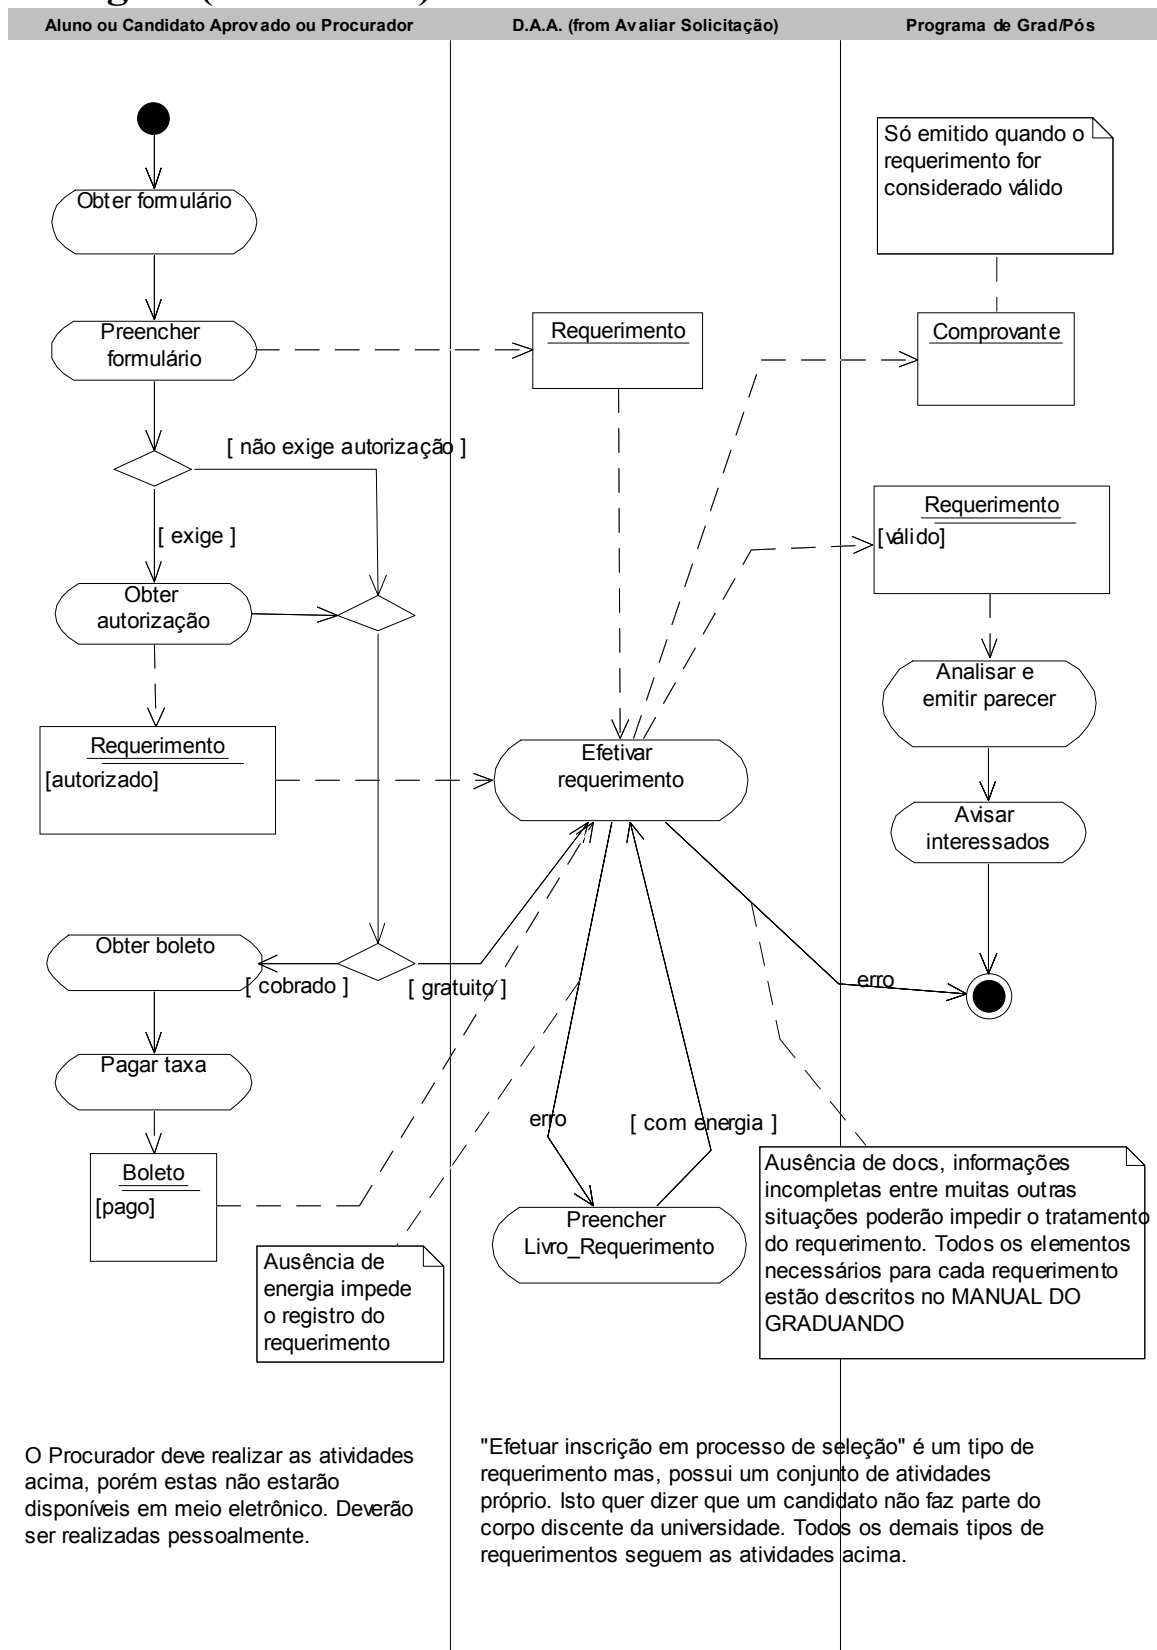 Aluno ou Candidato Aprovado ou Procurador
D.A.A. (from Avaliar Solicitação)
Programa de Grad/Pós
Só emitido quando o
requerimento for
considerado válido
Obter formulário
Preencher
formulário
Requerimento
Comprovante
[ não exige autorização ]
[ exige ]
Requerimento
[válido]
Obter
autorização
Analisar e
emitir parecer
Requerimento
[autorizado]
Efetivar
requerimento
Avisar
interessados
Obter boleto
[ cobrado ]
[ gratuito ]
erro
Pagar taxa
erro
[ com energia ]
Boleto
[pago]
Preencher
Livro_Requerimento
Ausência de
energia impede
o registro do
requerimento
Ausência de docs, informações
incompletas entre muitas outras
situações poderão impedir o tratamento
do requerimento. Todos os elementos
necessários para cada requerimento
estão descritos no MANUAL DO
GRADUANDO
O Procurador deve realizar as atividades
acima, porém estas não estarão
disponíveis em meio eletrônico. Deverão
ser realizadas pessoalmente.
"Efetuar inscrição em processo de seleção" é um tipo de
requerimento mas, possui um conjunto de atividades
próprio. Isto quer dizer que um candidato não faz parte do
corpo discente da universidade. Todos os demais tipos de
requerimentos seguem as atividades acima.